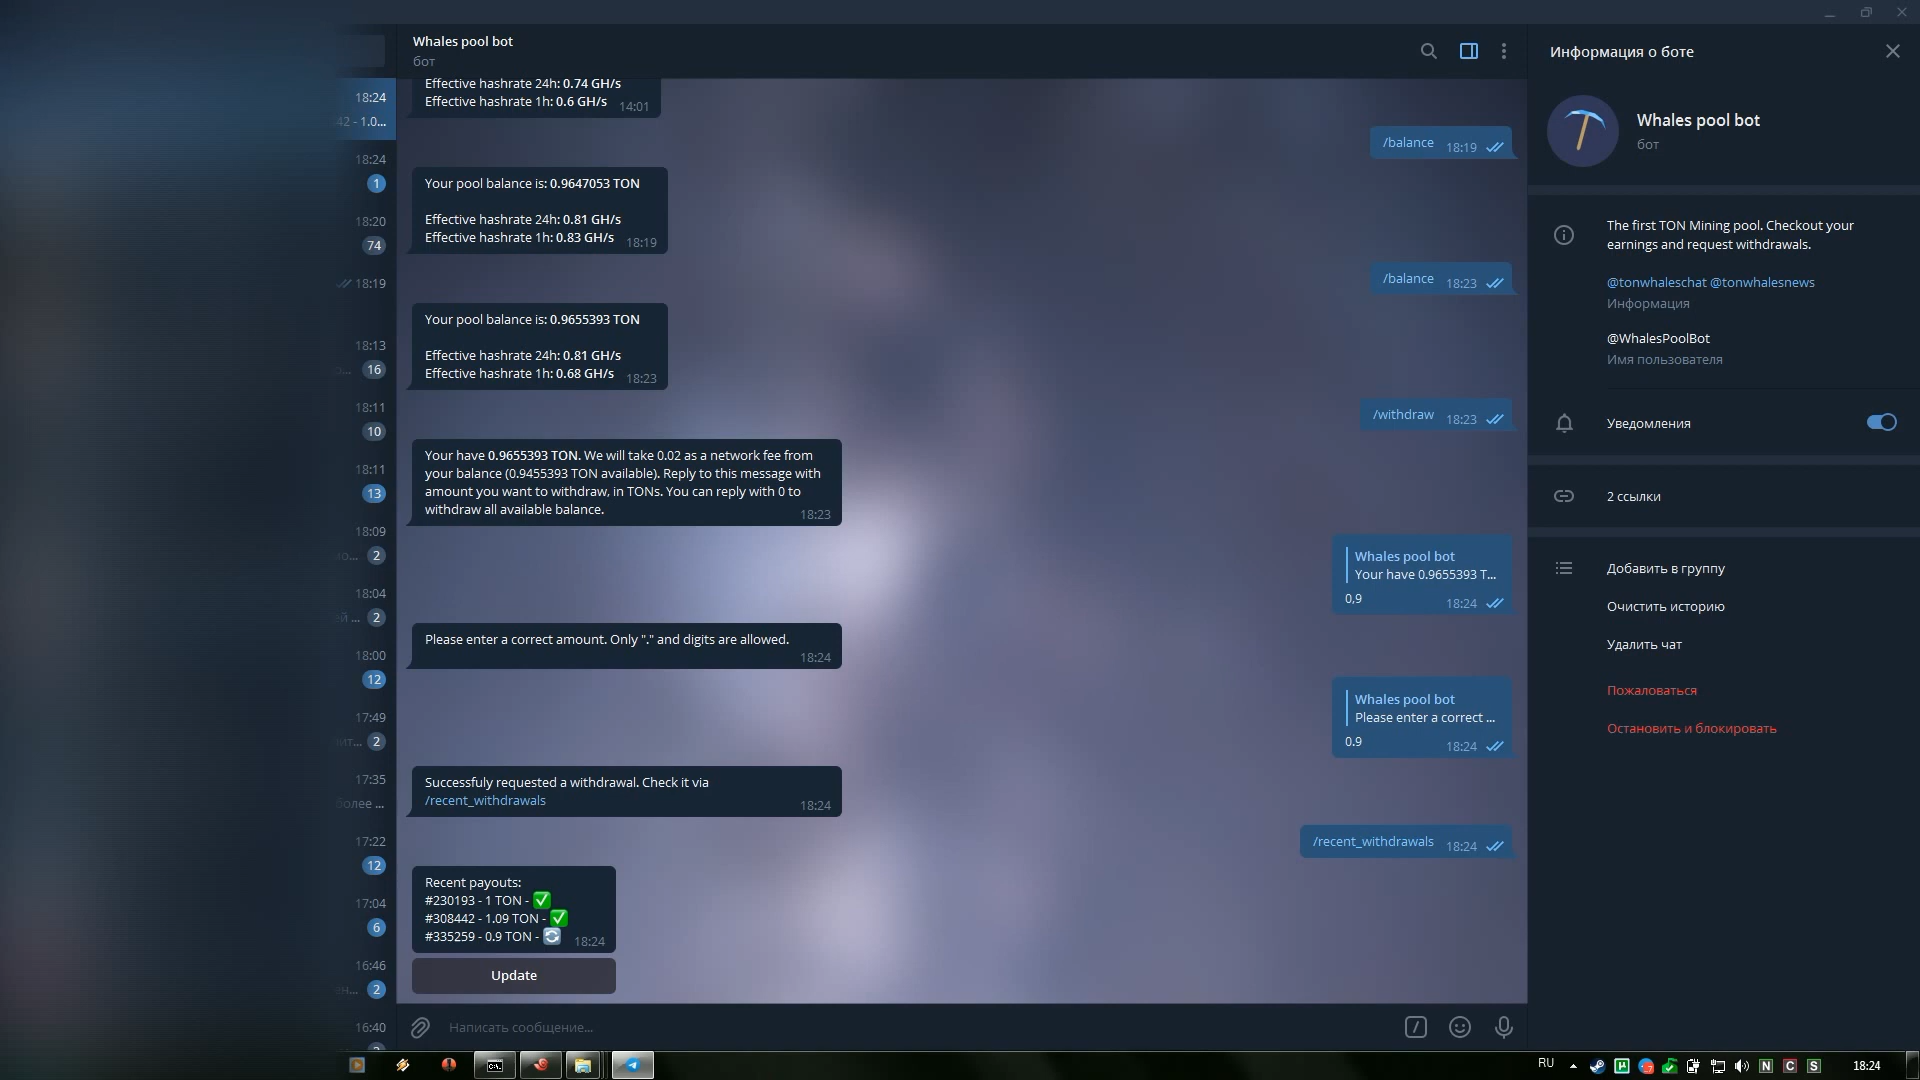 18:24
42 - 1.0...
18:24
1
18:20
74
18:19
18:13
16
18:11
10
18:11
13
18:09
2
18:04
2
18:00
12
17:49
2
17:35
более ...
17:22
12
17:04
6
16:46
2
16:40
Whales pool bot
бот
Effective hashrate 24h: 0.74 GH/s
Effective hashrate 1h: 0.6 GH/s 14:01
/balance 18:19
Your pool balance is: 0.9647053 TON
Effective hashrate 24h: 0.81 GH/s
Effective hashrate 1h: 0.83 GH/s 18:19
/balance 18:23
Your pool balance is: 0.9655393 TON
Effective hashrate 24h: 0.81 GH/s
Effective hashrate 1h: 0.68 GH/s 18:23
/withdraw 18:23
Your have 0.9655393 TON. We will take 0.02 as a network fee from
your balance (0.9455393 TON available). Reply to this message with
amount you want to withdraw, in TONs. You can reply with 0 to
withdraw all available balance. 18:23
Whales pool bot
Your have 0.9655393 T...
0,9 18:24
Please enter a correct amount. Only "." and digits are allowed.
18:24
Whales pool bot
Please enter a correct ...
0.9 18:24
Successfuly requested a withdrawal. Check it via
/recent_withdrawals 18:24
/recent_withdrawals 18:24
Recent payouts:
#230193 - 1 TON - ✅
#308442 - 1.09 TON - ✅
#335259 - 0.9 TON - 🔄 18:24
Update
Написать сообщение...
Информация о боте
Whales pool bot
бот
The first TON Mining pool. Checkout your
earnings and request withdrawals.
@tonwhaleschat @tonwhalesnews
Информация
@WhalesPoolBot
Имя пользователя
Уведомления
2 ссылки
Добавить в группу
Очистить историю
Удалить чат
Пожаловаться
Остановить и блокировать
C:\.
RU
N C S
18:24